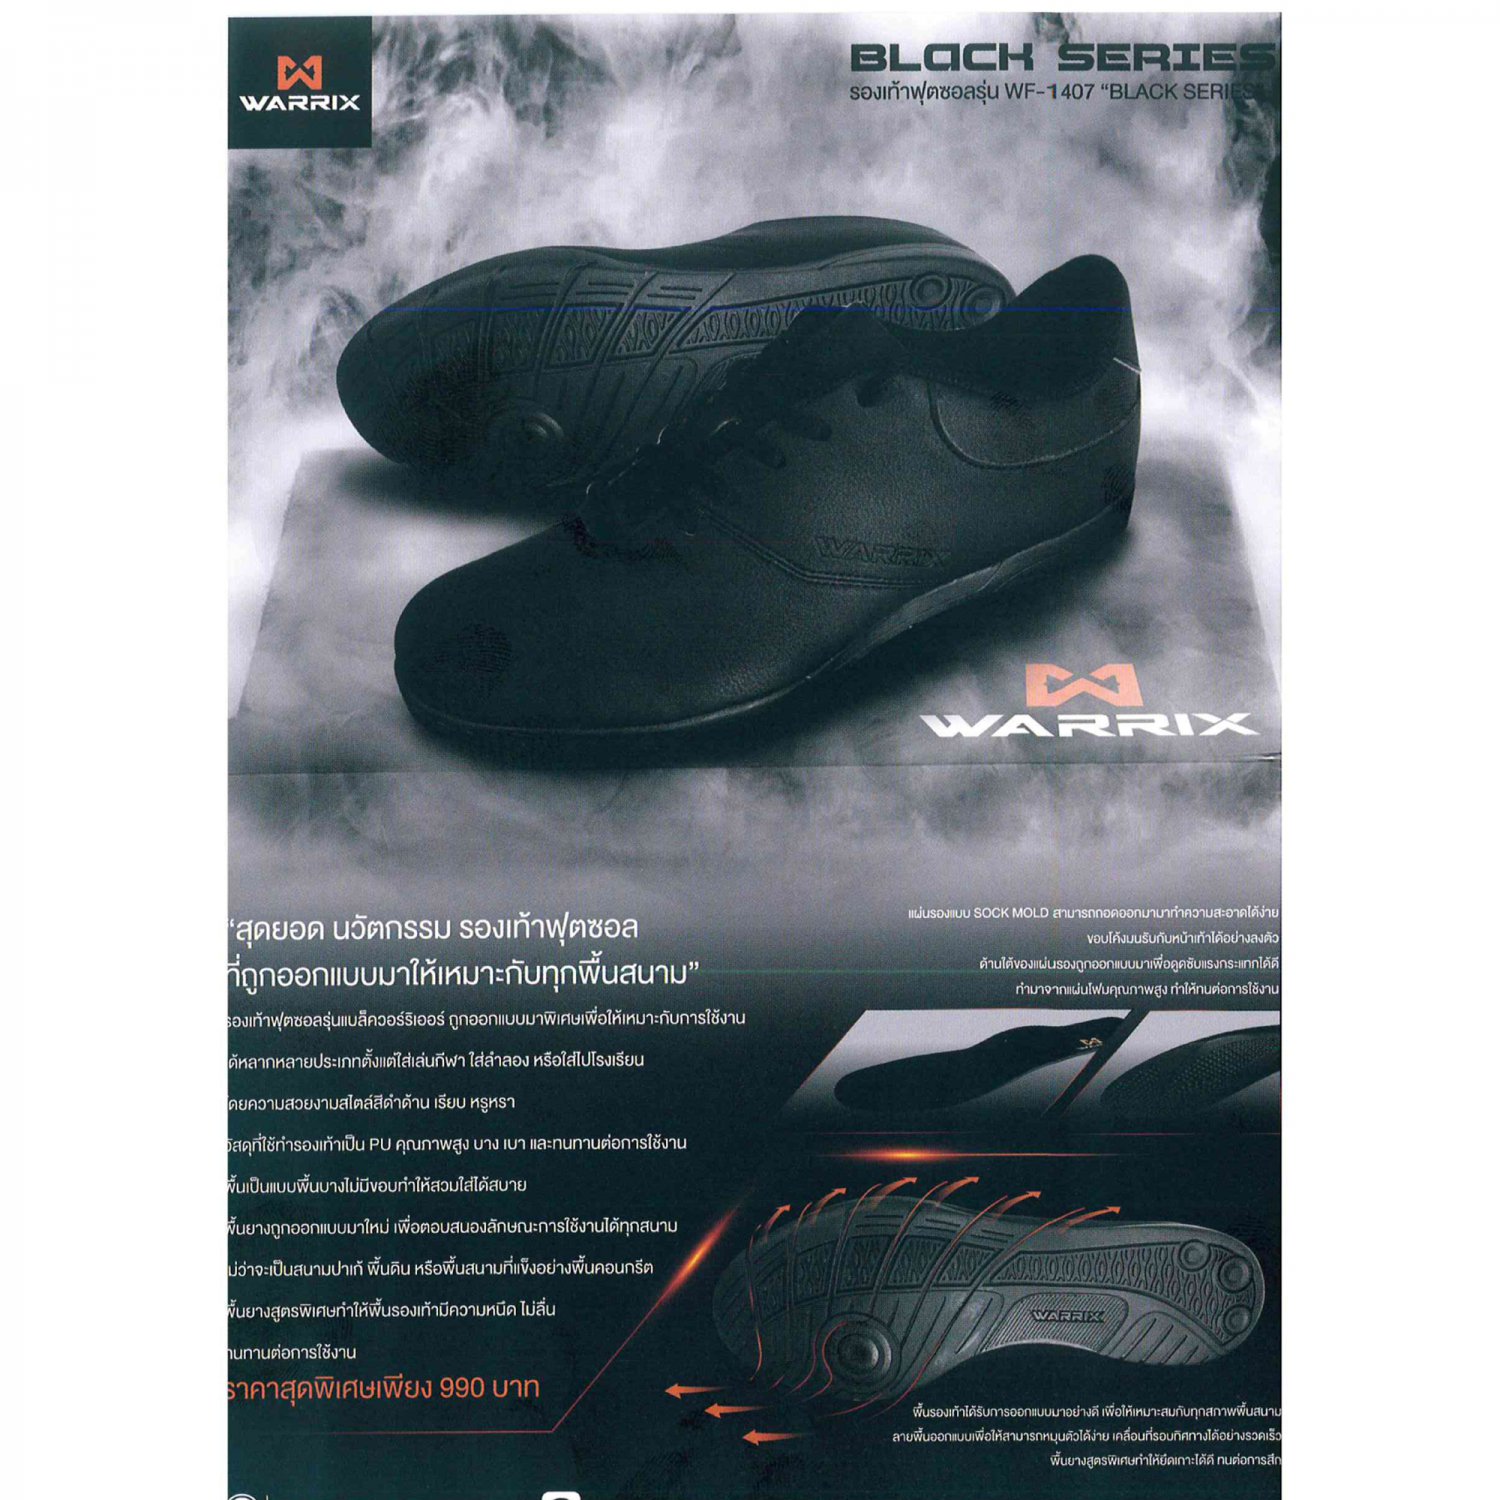 WARRIX
BLACK SERIES
รองเท้าฟุตซอลรุ่น WF-1407 "BLACK SERIES
WARRIX
WARRIX
"สุดยอด นวัตกรรม รองเท้าฟุตซอล
ที่ถูกออกแบบมาให้เหมาะกับทุกพื้นสนาม"
รองเท้าฟุตซอลรุ่นแบล็ควอร์ริเออร์ ถูกออกแบบมาพิเศษเพื่อให้เหมาะกับการใช้งาน
ได้หลากหลายประเภทตั้งแต่ใส่เล่นกีฬา ใส่ลำลอง หรือใส่ไปโรงเรียน
โดยความสวยงามสไตล์สีดำด้าน เรียบ หรูหรา
วัสดุที่ใช้ทำรองเท้าเป็น PU คุณภาพสูง บาง เบา และทนทานต่อการใช้งาน
พื้นเป็นแบบพื้นบางไม่มีขอบทำให้สวมใส่ได้สบาย
พื้นยางถูกออกแบบมาใหม่ เพื่อตอบสนองลักษณะการใช้งานได้ทุกสนาม
ไม่ว่าจะเป็นสนามปาเก้ พื้นดิน หรือพื้นสนามที่แข็งอย่างพื้นคอนกรีต
พื้นยางสูตรพิเศษทำให้พื้นรองเท้ามีความหนึด ไม่ลื่น
ทนทานต่อการใช้งาน
ราคาสุดพิเศษเพียง 990 บาท
แผ่นรองแบบ SOCK MOLD สามารถถอดออกมาทำความสะอาดได้ง่าย
ขอบโค้งมนรับกับหน้าเท้าได้อย่างลงตัว
ด้านใต้ของแผ่นรองถูกออกแบบมาเพื่อดูดซับแรงกระแทกได้ดี
ทำมาจากแผ่นโฟมคุณภาพสูง ทำให้ทนต่อการใช้งาน
WARRIX
พื้นรองเท้าได้รับการออกแบบมาอย่างดี เพื่อให้เหมาะสมกับทุกสภาพพื้นสนาม
ลายพื้นออกแบบเพื่อให้สามารถหมุนตัวได้ง่าย เคลื่อนที่รอบทิศทางได้อย่างรวดเร็ว
พื้นยางสูตรพิเศษทำให้ยึดเกาะได้ดี ทนต่อการสึก